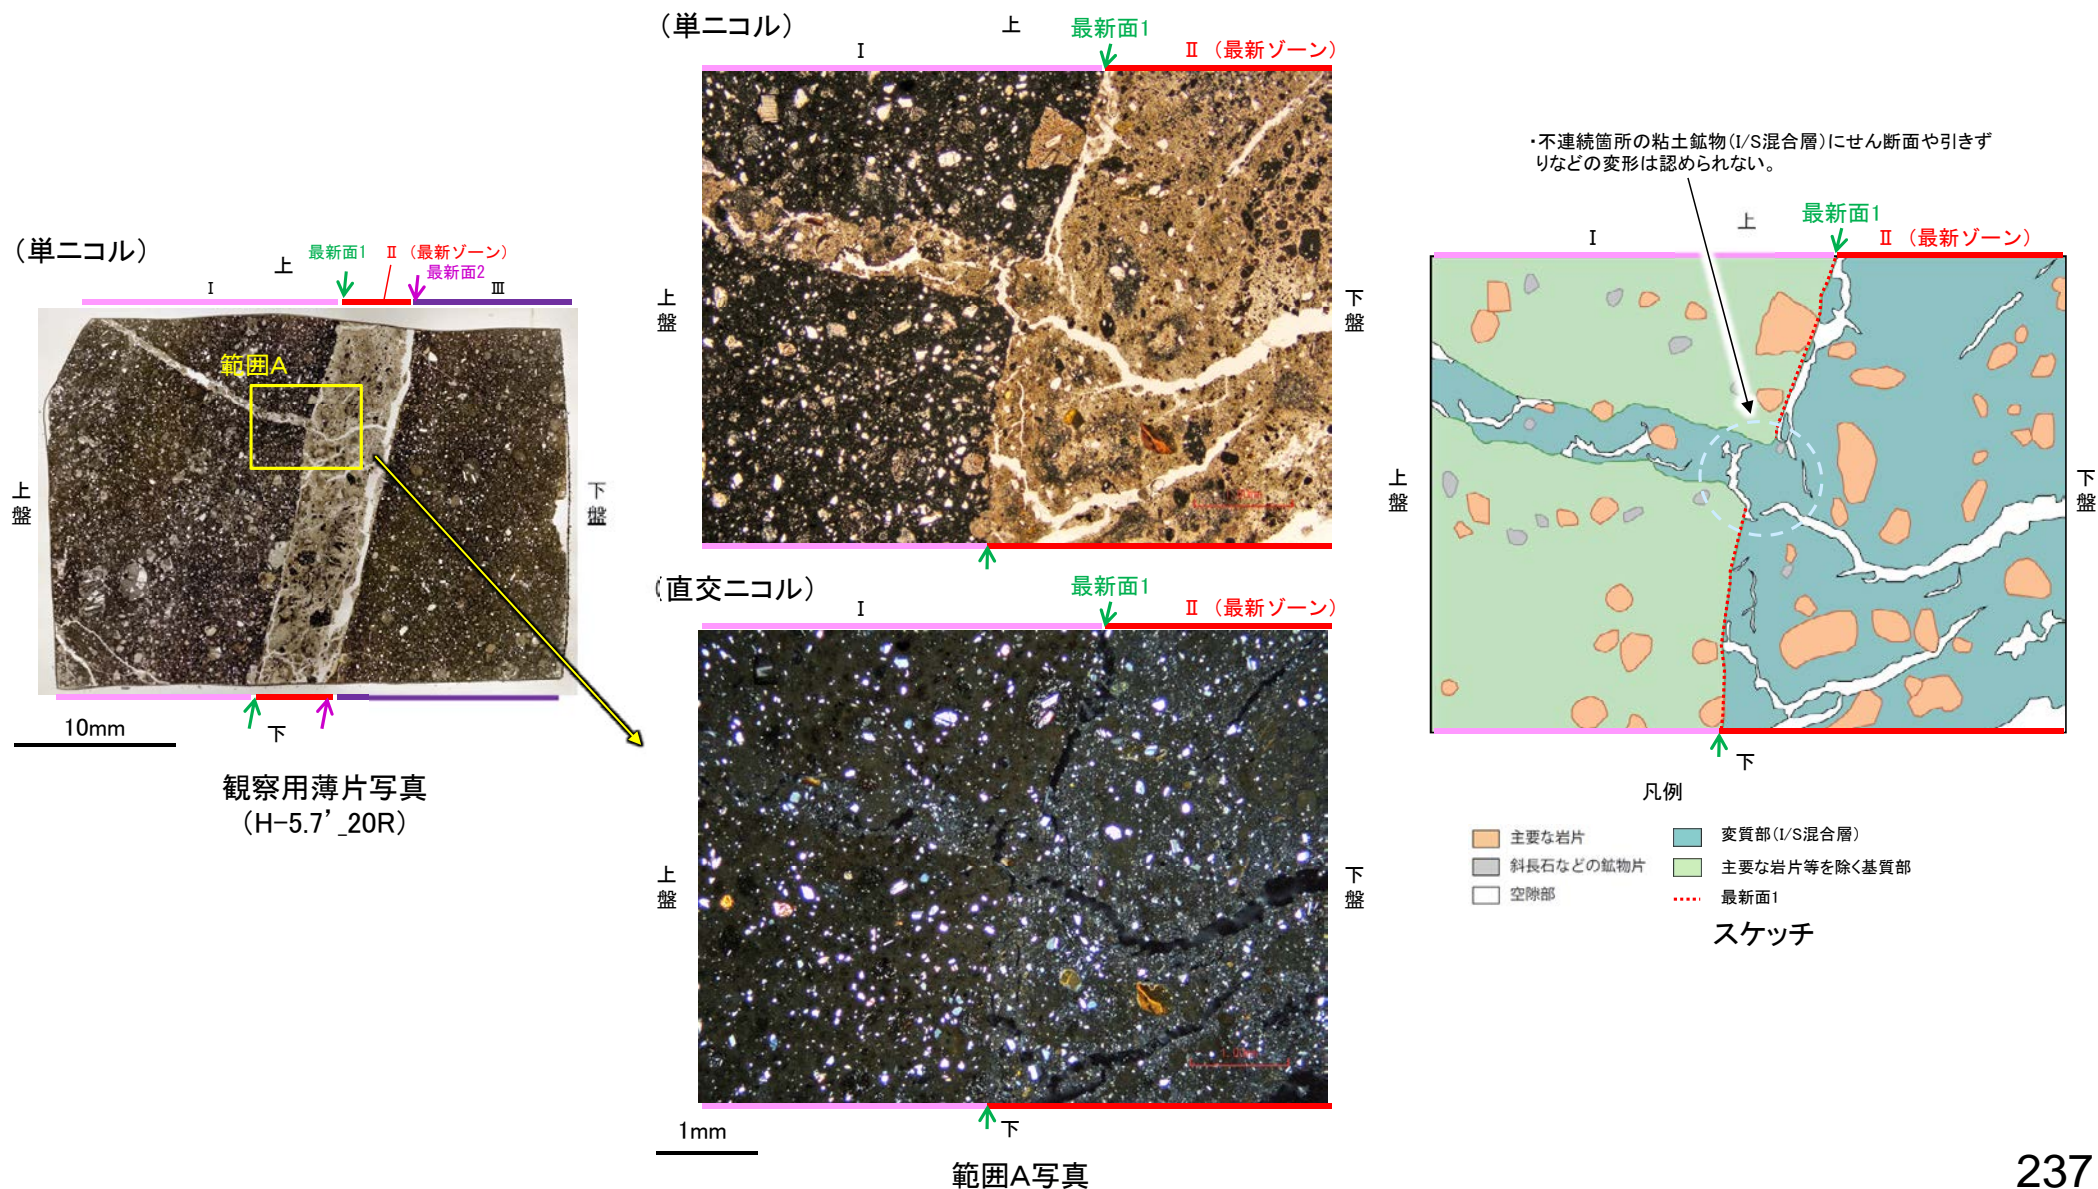 (単ニコル)
上
最新面1
Ⅰ
Ⅱ (最新ゾーン)
上盤
下盤
(単ニコル)
上
最新面1
Ⅱ (最新ゾーン)
最新面2
Ⅰ
Ⅲ
範囲A
上盤
下盤
下
10mm
観察用薄片写真
(H-5.7’_20R)
(直交ニコル)
最新面1
Ⅰ
Ⅱ (最新ゾーン)
上盤
下盤
1.00mm
下
1mm
範囲A写真
・不連続箇所の粘土鉱物(I/S混合層)にせん断面や引きず
りなどの変形は認められない。
上
最新面1
Ⅰ
Ⅱ (最新ゾーン)
上盤
下盤
下
凡例
主要な岩片
変質部(I/S混合層)
斜長石などの鉱物片
主要な岩片等を除く基質部
空隙部
最新面1
スケッチ
237